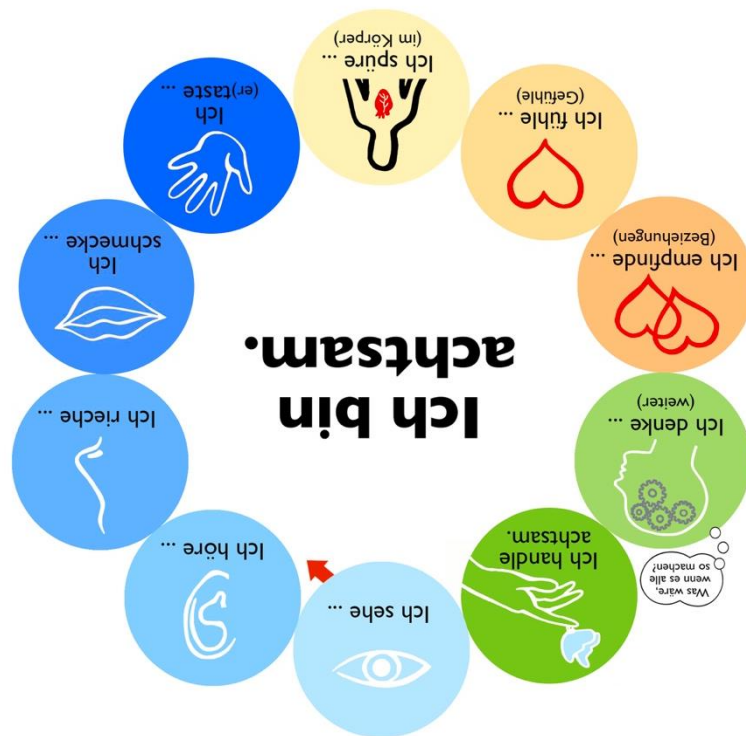 Ich bin
achtsam.
Ich sehe ...
Ich höre ...
Ich rieche ...
Ich
schmecke ...
Ich
(er)taste ...
Ich spüre ...
(im Körper)
Ich fühle ...
(Gefühle)
Ich empfinde ...
(Beziehungen)
Ich denke ...
(weiter)
Was wäre,
wenn es alle
so machen?
Ich handle
achtsam.